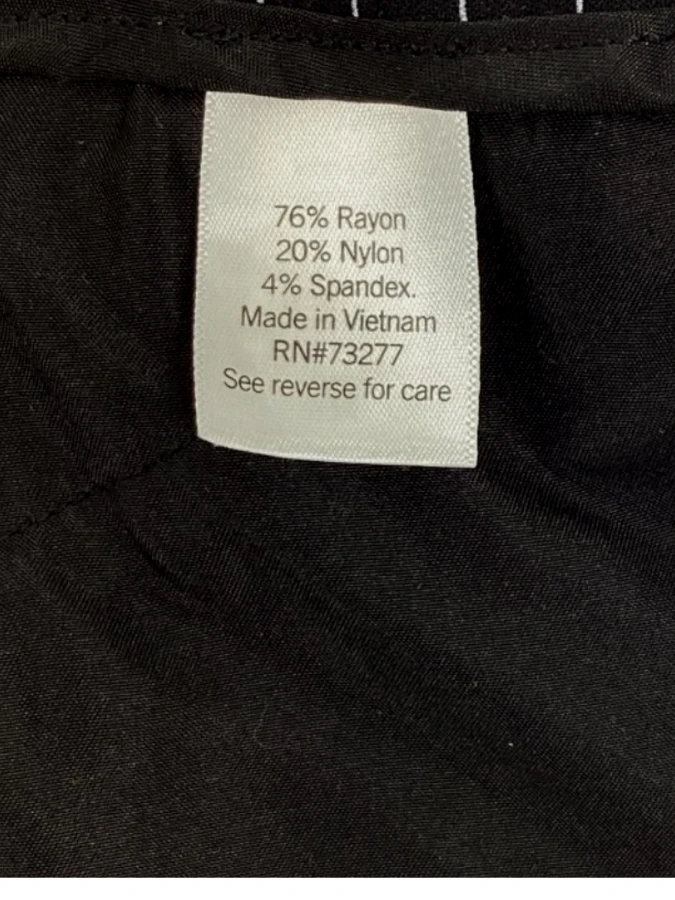 76% Rayon
20% Nylon
4% Spandex.
Made in Vietnam
RN#73277
See reverse for care